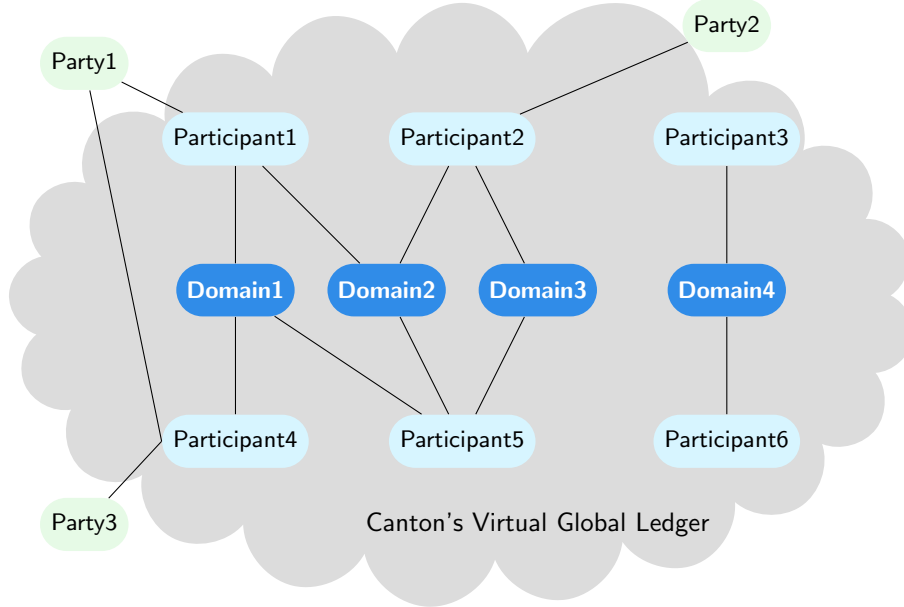 Party2
Party1
Participant1
Participant2
Participant3
Domain1
Domain2
Domain3
Domain4
Participant4
Participant5
Participant6
Party3
Canton's Virtual Global Ledger